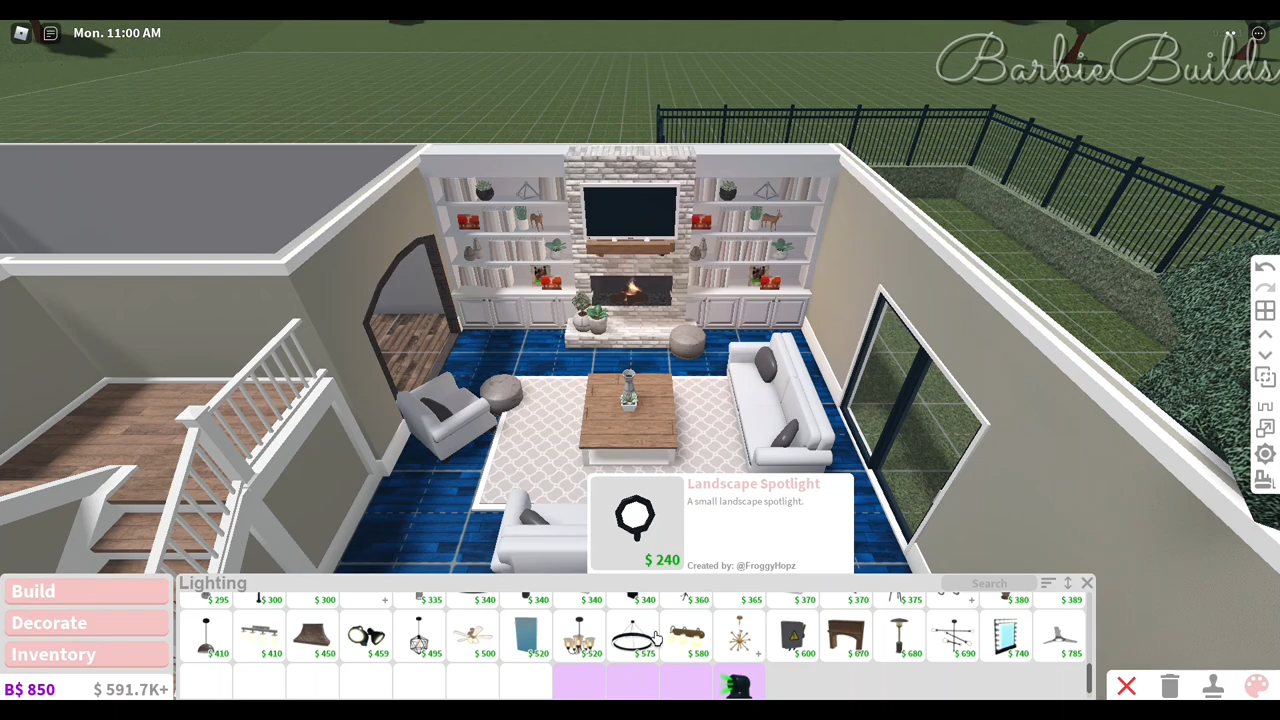 Mon. 11:00 AM
BarbieBuilds
Landscape Spotlight
A small landscape spotlight.
$ 240
Created by: @FroggyHopz
Build
Decorate
Inventory
B$ 850
$ 591.7K+
Lighting
Search
$ 295 $ 300 $ 300 + $ 335 $ 340 $ 340 $ 340 $ 340 $ 360 $ 365 $ 370 $ 370 $ 375 + $ 380 $ 389
$ 410 $ 410 $ 450 $ 459 $ 495 $ 500 $ 520 $ 520 $ 575 $ 580 + $ 600 $ 670 $ 680 $ 690 $ 740 $ 785